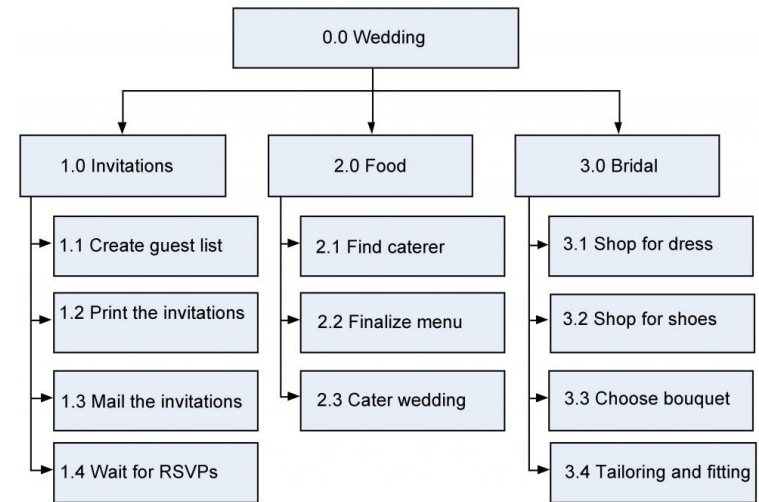 0.0 Wedding
1.0 Invitations
1.1 Create guest list
1.2 Print the invitations
1.3 Mail the invitations
1.4 Wait for RSVPs
2.0 Food
2.1 Find caterer
2.2 Finalize menu
2.3 Cater wedding
3.0 Bridal
3.1 Shop for dress
3.2 Shop for shoes
3.3 Choose bouquet
3.4 Tailoring and fitting